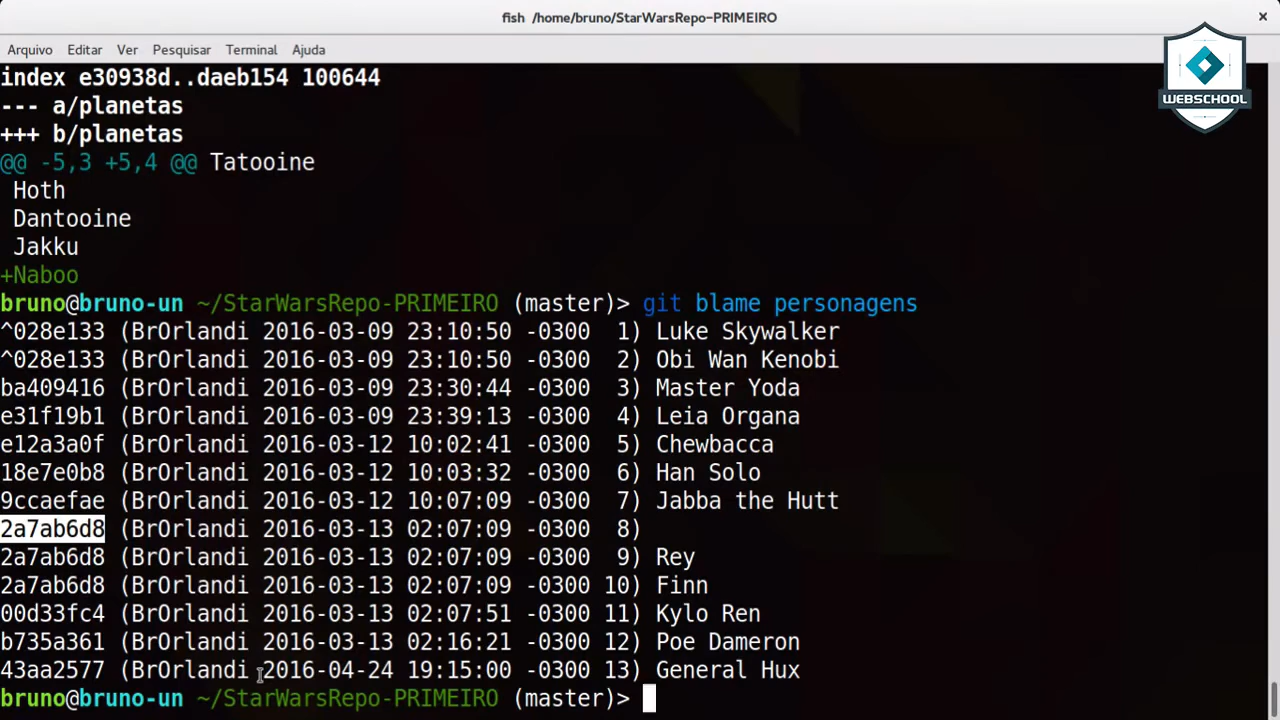 fish /home/bruno/StarWarsRepo-PRIMEIRO
Arquivo Editar Ver Pesquisar Terminal Ajuda
WEBSCHOOL
index e30938d..daeb154 100644
--- a/planetas
+++ b/planetas
@@ -5,3 +5,4 @@ Tatooine
 Hoth
 Dantooine
 Jakku
+Naboo
bruno@bruno-un ~/StarWarsRepo-PRIMEIRO (master)> git blame personagens
^028e133 (BrOrlandi 2016-03-09 23:10:50 -0300  1) Luke Skywalker
^028e133 (BrOrlandi 2016-03-09 23:10:50 -0300  2) Obi Wan Kenobi
ba409416 (BrOrlandi 2016-03-09 23:30:44 -0300  3) Master Yoda
e31f19b1 (BrOrlandi 2016-03-09 23:39:13 -0300  4) Leia Organa
e12a3a0f (BrOrlandi 2016-03-12 10:02:41 -0300  5) Chewbacca
18e7e0b8 (BrOrlandi 2016-03-12 10:03:32 -0300  6) Han Solo
9ccaefae (BrOrlandi 2016-03-12 10:07:09 -0300  7) Jabba the Hutt
2a7ab6d8 (BrOrlandi 2016-03-13 02:07:09 -0300  8)
2a7ab6d8 (BrOrlandi 2016-03-13 02:07:09 -0300  9) Rey
2a7ab6d8 (BrOrlandi 2016-03-13 02:07:09 -0300 10) Finn
00d33fc4 (BrOrlandi 2016-03-13 02:07:51 -0300 11) Kylo Ren
b735a361 (BrOrlandi 2016-03-13 02:16:21 -0300 12) Poe Dameron
43aa2577 (BrOrlandi 2016-04-24 19:15:00 -0300 13) General Hux
bruno@bruno-un ~/StarWarsRepo-PRIMEIRO (master)>